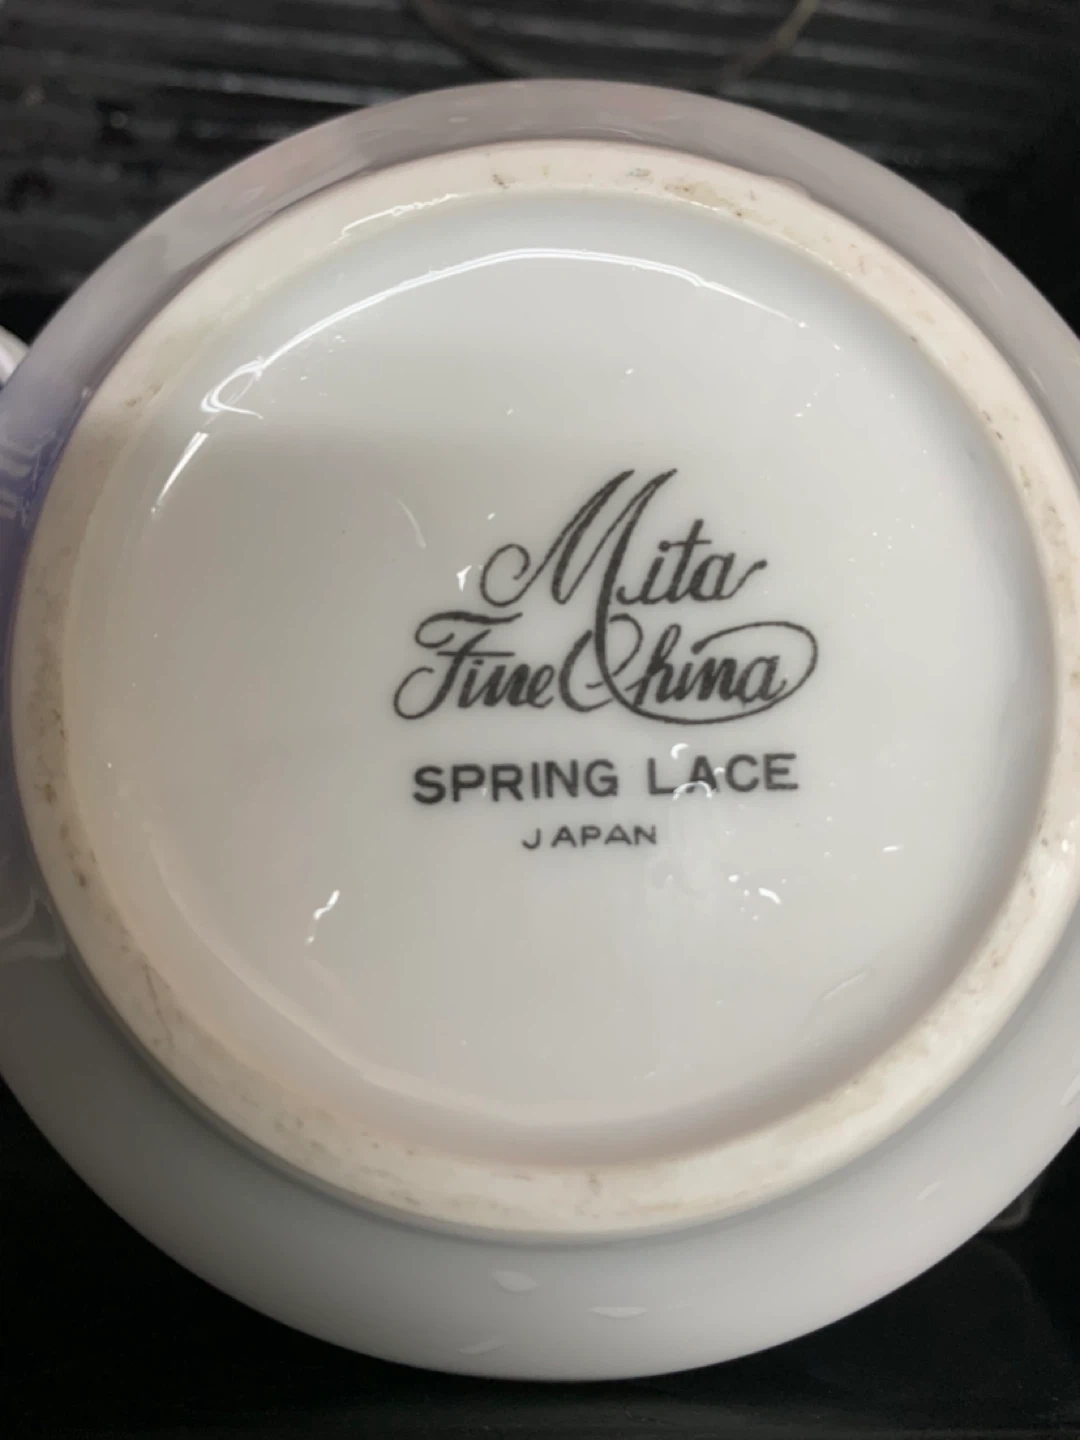 Mita
Fine China
SPRING LACE
JAPAN